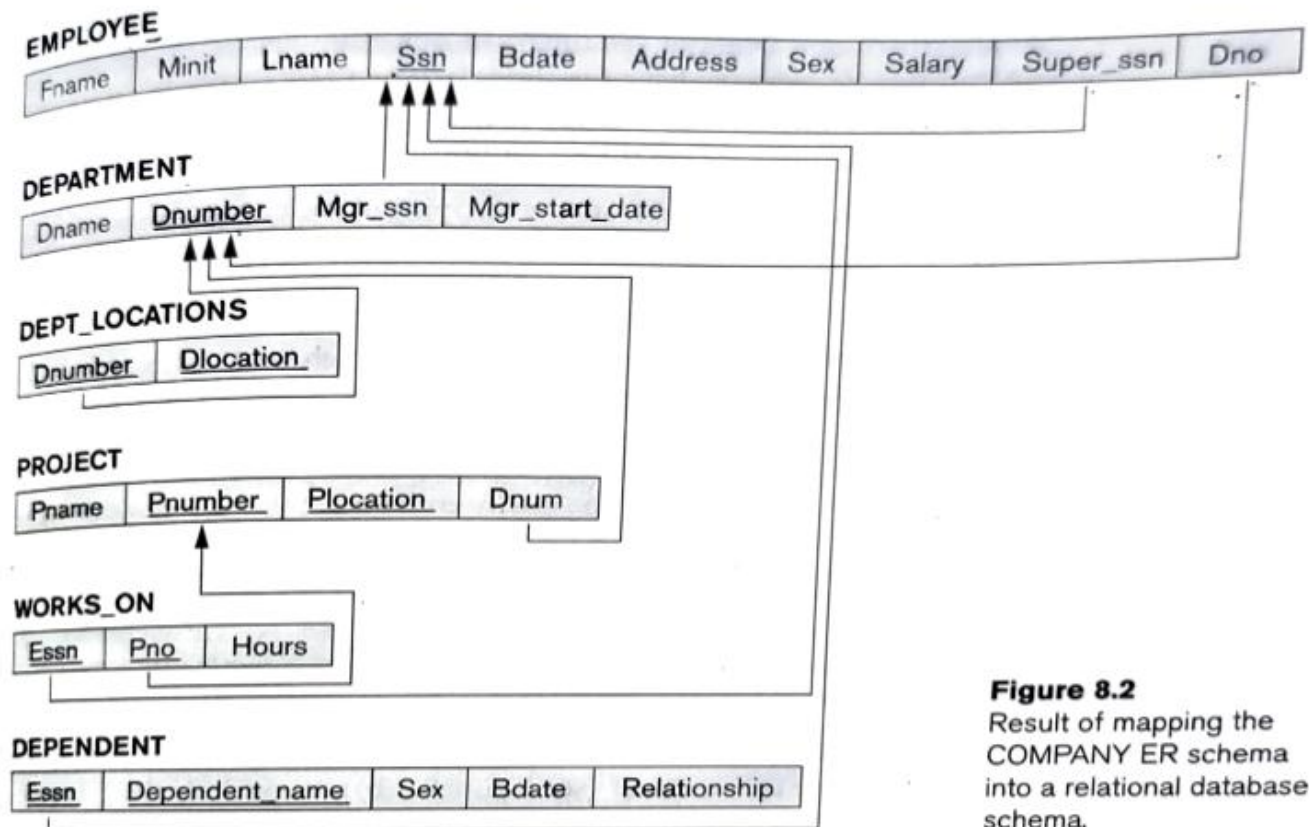 EMPLOYEE
Fname Minit Lname Ssn Bdate Address Sex Salary Super_ssn Dno
DEPARTMENT
Dname Dnumber Mgr_ssn Mgr_start_date
DEPT_LOCATIONS
Dnumber Dlocation
PROJECT
Pname Pnumber Plocation Dnum
WORKS_ON
Essn Pno Hours
DEPENDENT
Essn Dependent_name Sex Bdate Relationship
Figure 8.2
Result of mapping the
COMPANY ER schema
into a relational database
schema.